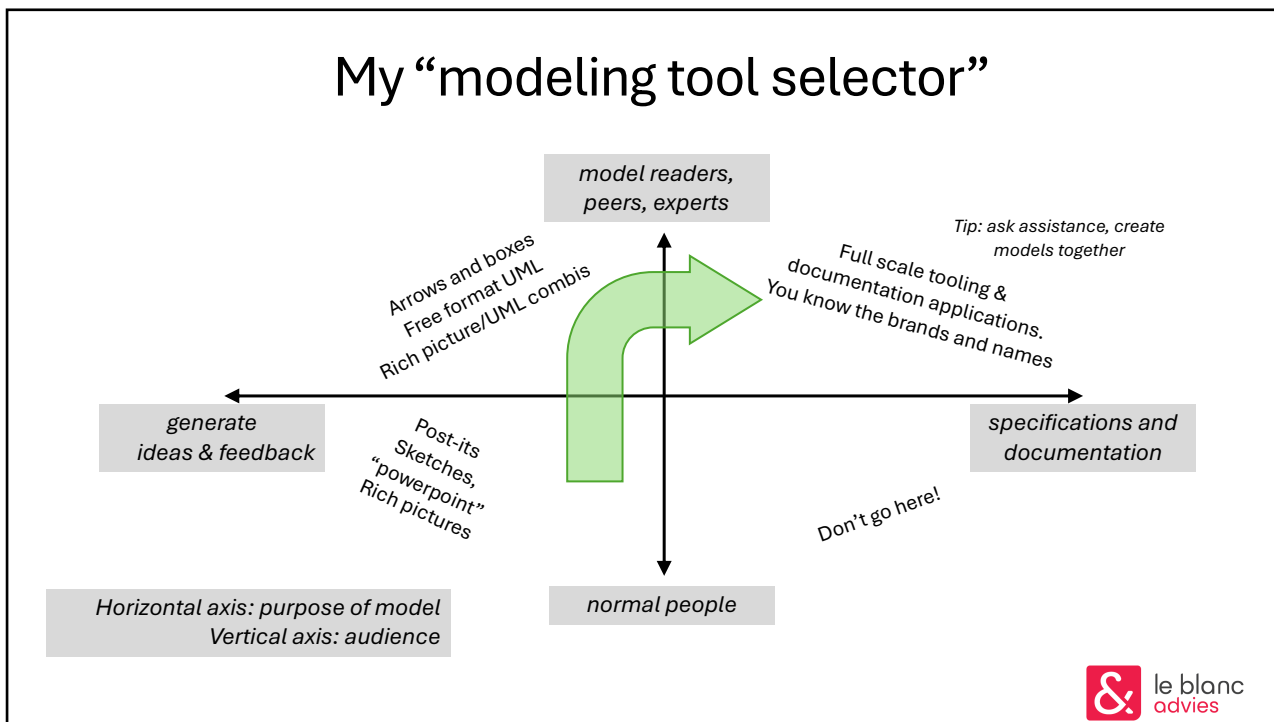 My “modeling tool selector”
model readers,
peers, experts
Tip: ask assistance, create
models together
Arrows and boxes
Free format UML
Rich picture/UML combis
Full scale tooling &
documentation applications.
You know the brands and names
generate
ideas & feedback
specifications and
documentation
Post-its
Sketches,
“powerpoint”
Rich pictures
Don’t go here!
normal people
Horizontal axis: purpose of model
Vertical axis: audience
&
le blanc
advies